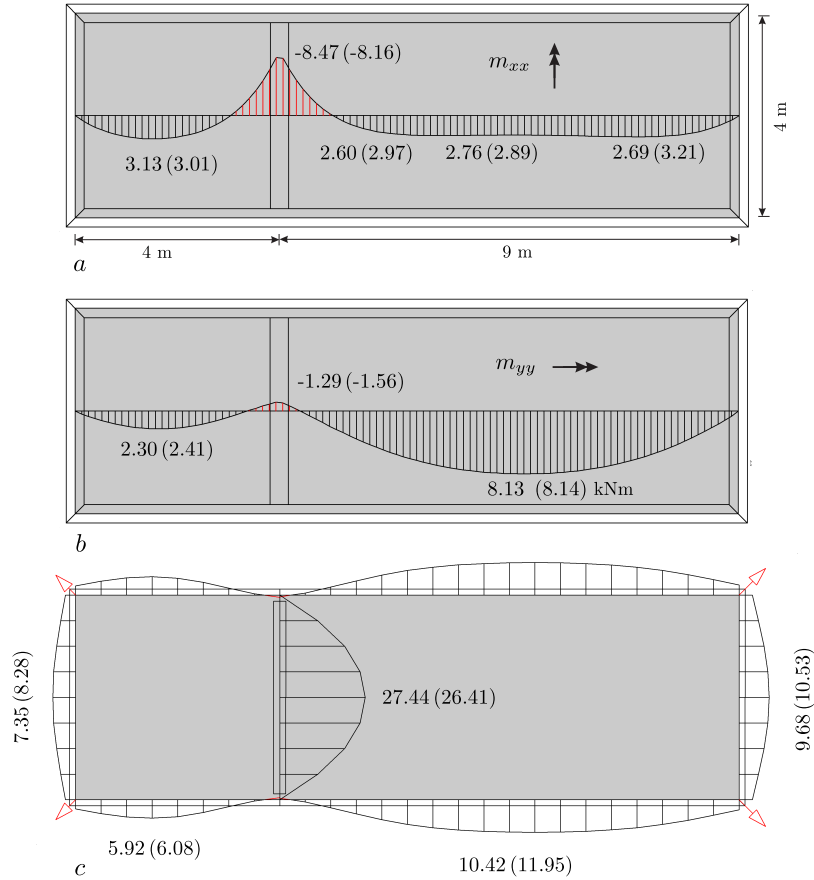 -8.47 (-8.16)
mxx
4 m
3.13 (3.01)
2.60 (2.97) 2.76 (2.89) 2.69 (3.21)
4 m 9 m
a
myy
-1.29 (-1.56)
2.30 (2.41)
8.13 (8.14) kNm
b
7.35 (8.28)
27.44 (26.41)
9.68 (10.53)
5.92 (6.08)
10.42 (11.95)
c